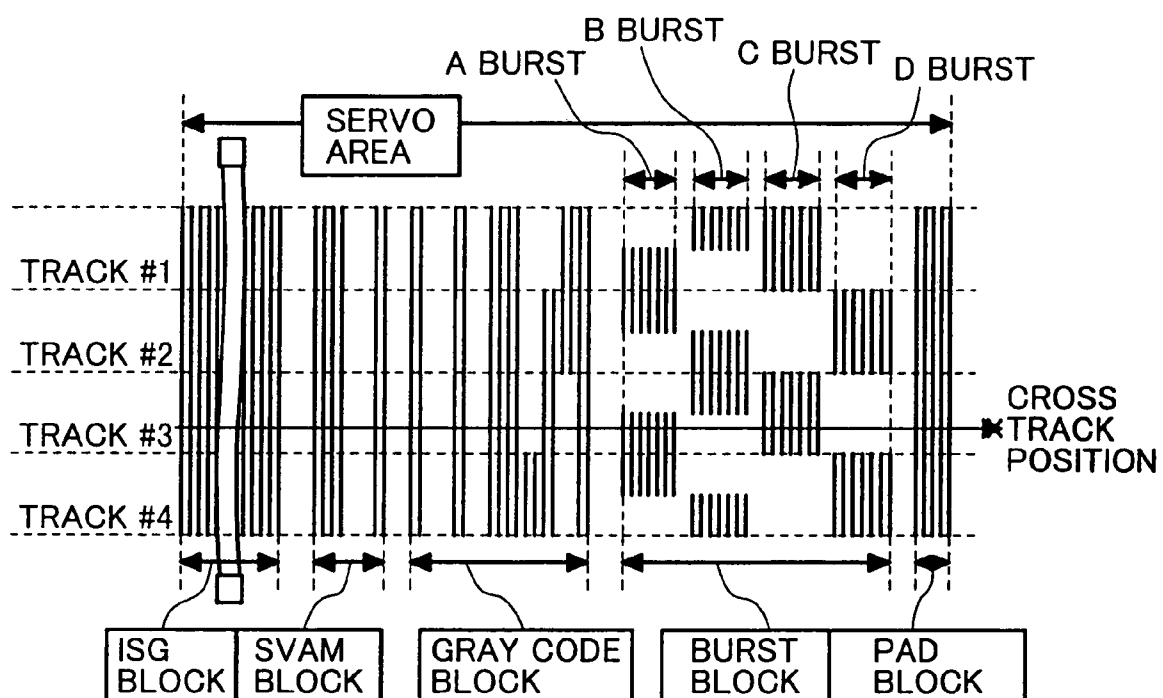 B BURST
C BURST
A BURST
D BURST
SERVO
AREA
TRACK #1
TRACK #2
TRACK #3
TRACK #4
CROSS
TRACK
POSITION
ISG
BLOCK
SVAM
BLOCK
GRAY CODE
BLOCK
BURST
BLOCK
PAD
BLOCK